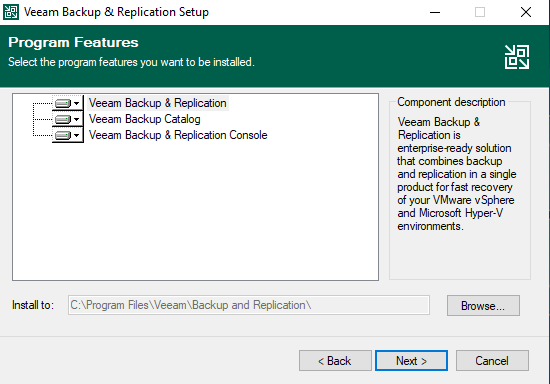 Veeam Backup & Replication Setup
Program Features
Select the program features you want to be installed.
Veeam Backup & Replication
Veeam Backup Catalog
Veeam Backup & Replication Console
Component description
Veeam Backup &
Replication is
enterprise-ready solution
that combines backup
and replication in a single
product for fast recovery
of your VMware vSphere
and Microsoft Hyper-V
environments.
Install to:
C:\Program Files\Veeam\Backup and Replication\
Browse...
< Back
Next >
Cancel